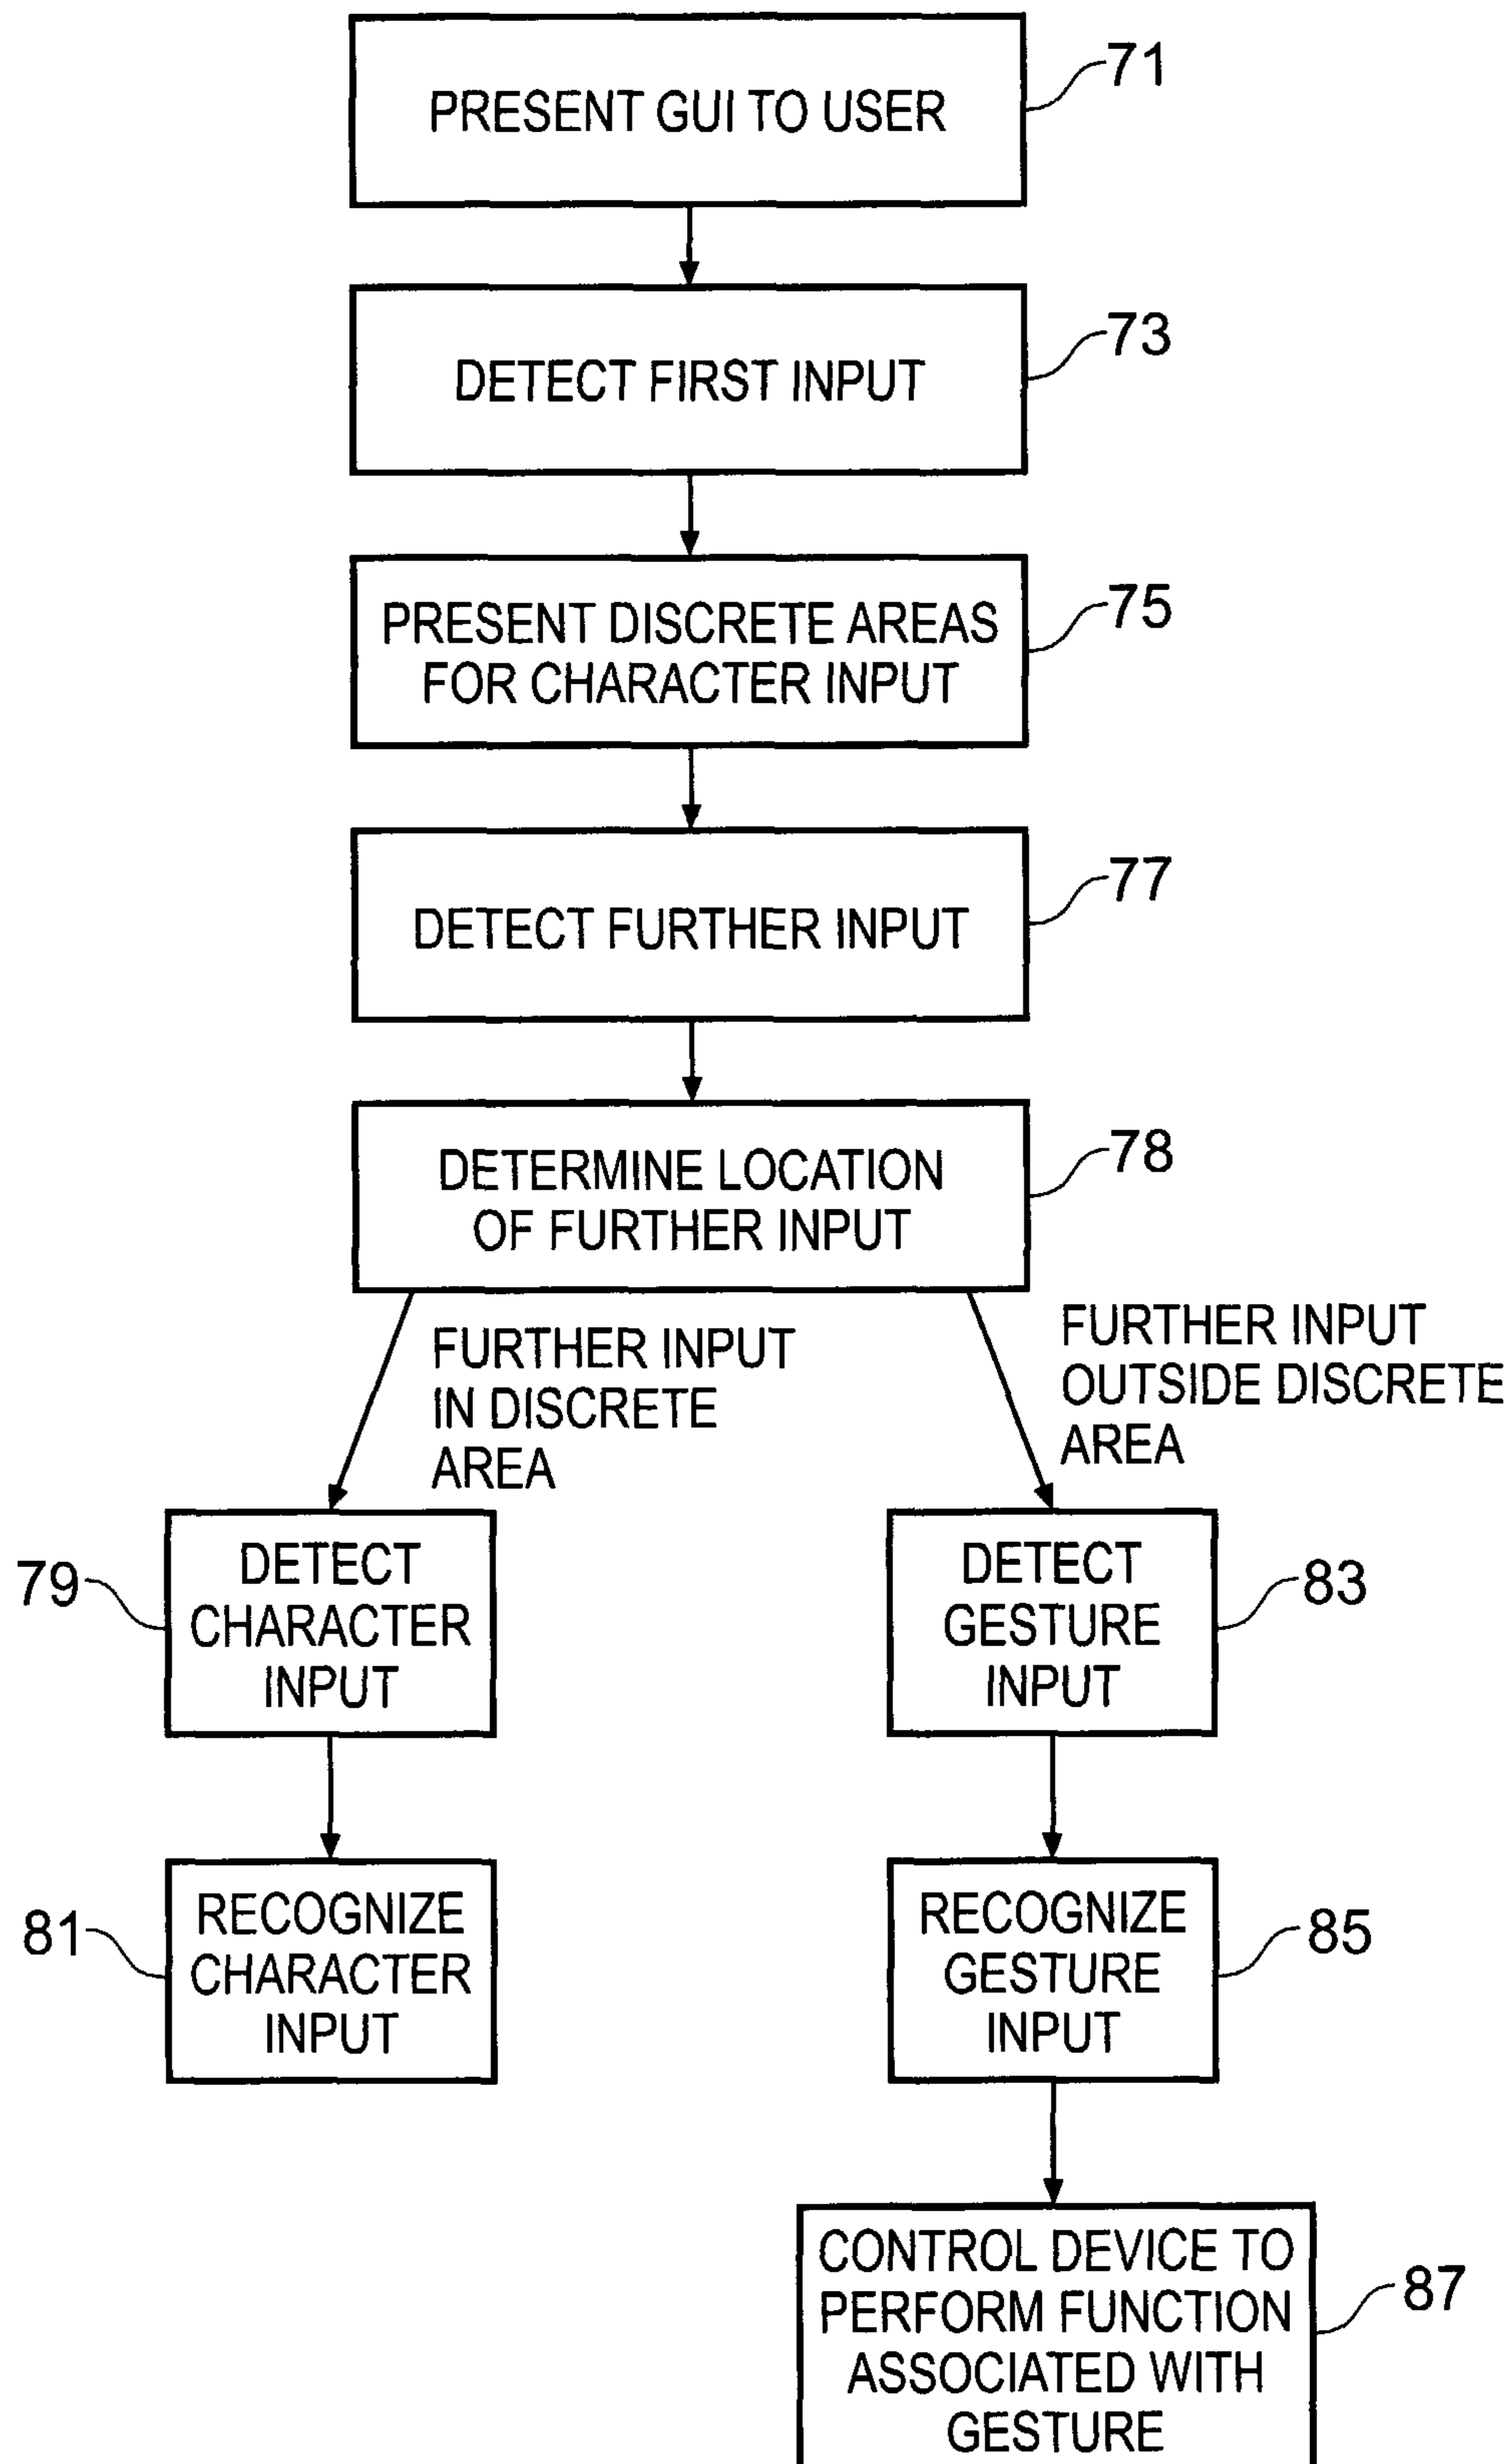 PRESENT GUI TO USER
71
DETECT FIRST INPUT
73
PRESENT DISCRETE AREAS
FOR CHARACTER INPUT
75
DETECT FURTHER INPUT
77
DETERMINE LOCATION
OF FURTHER INPUT
78
FURTHER INPUT
IN DISCRETE
AREA
FURTHER INPUT
OUTSIDE DISCRETE
AREA
79
DETECT
CHARACTER
INPUT
DETECT
GESTURE
INPUT
83
81
RECOGNIZE
CHARACTER
INPUT
RECOGNIZE
GESTURE
INPUT
85
CONTROL DEVICE TO
PERFORM FUNCTION
ASSOCIATED WITH
GESTURE
87